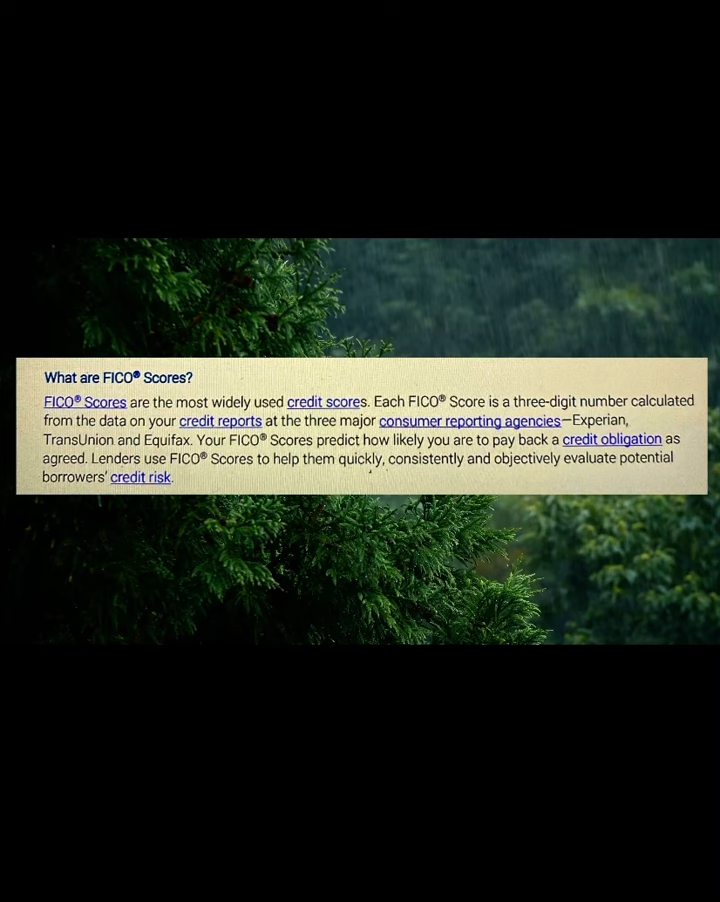 What are FICO® Scores?
FICO® Scores are the most widely used credit scores. Each FICO® Score is a three-digit number calculated
from the data on your credit reports at the three major consumer reporting agencies—Experian,
TransUnion and Equifax. Your FICO® Scores predict how likely you are to pay back a credit obligation as
agreed. Lenders use FICO® Scores to help them quickly, consistently and objectively evaluate potential
borrowers’ credit risk.